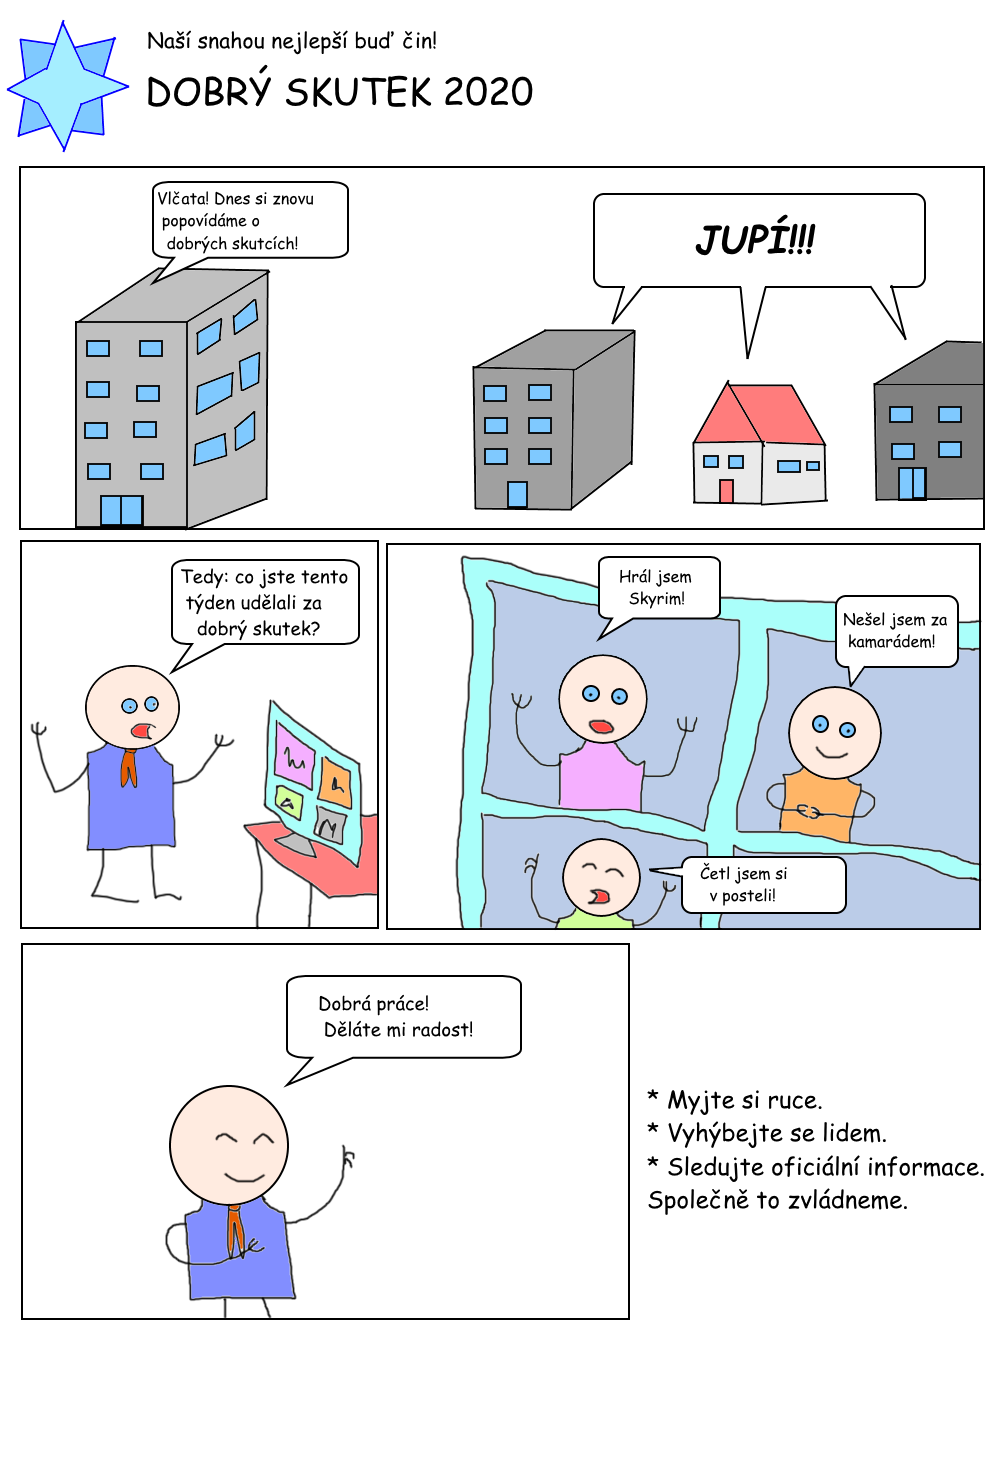 Naší snahou nejlepší buď čin!
DOBRÝ SKUTEK 2020
Vlčata! Dnes si znovu
popovídáme o
dobrých skutcích!
JUPÍ!!!
Tedy: co jste tento
týden udělali za
dobrý skutek?
Hrál jsem
Skyrim!
Nešel jsem za
kamarádem!
Četl jsem si
v posteli!
Dobrá práce!
Děláte mi radost!
* Myjte si ruce.
* Vyhýbejte se lidem.
* Sledujte oficiální informace.
Společně to zvládneme.